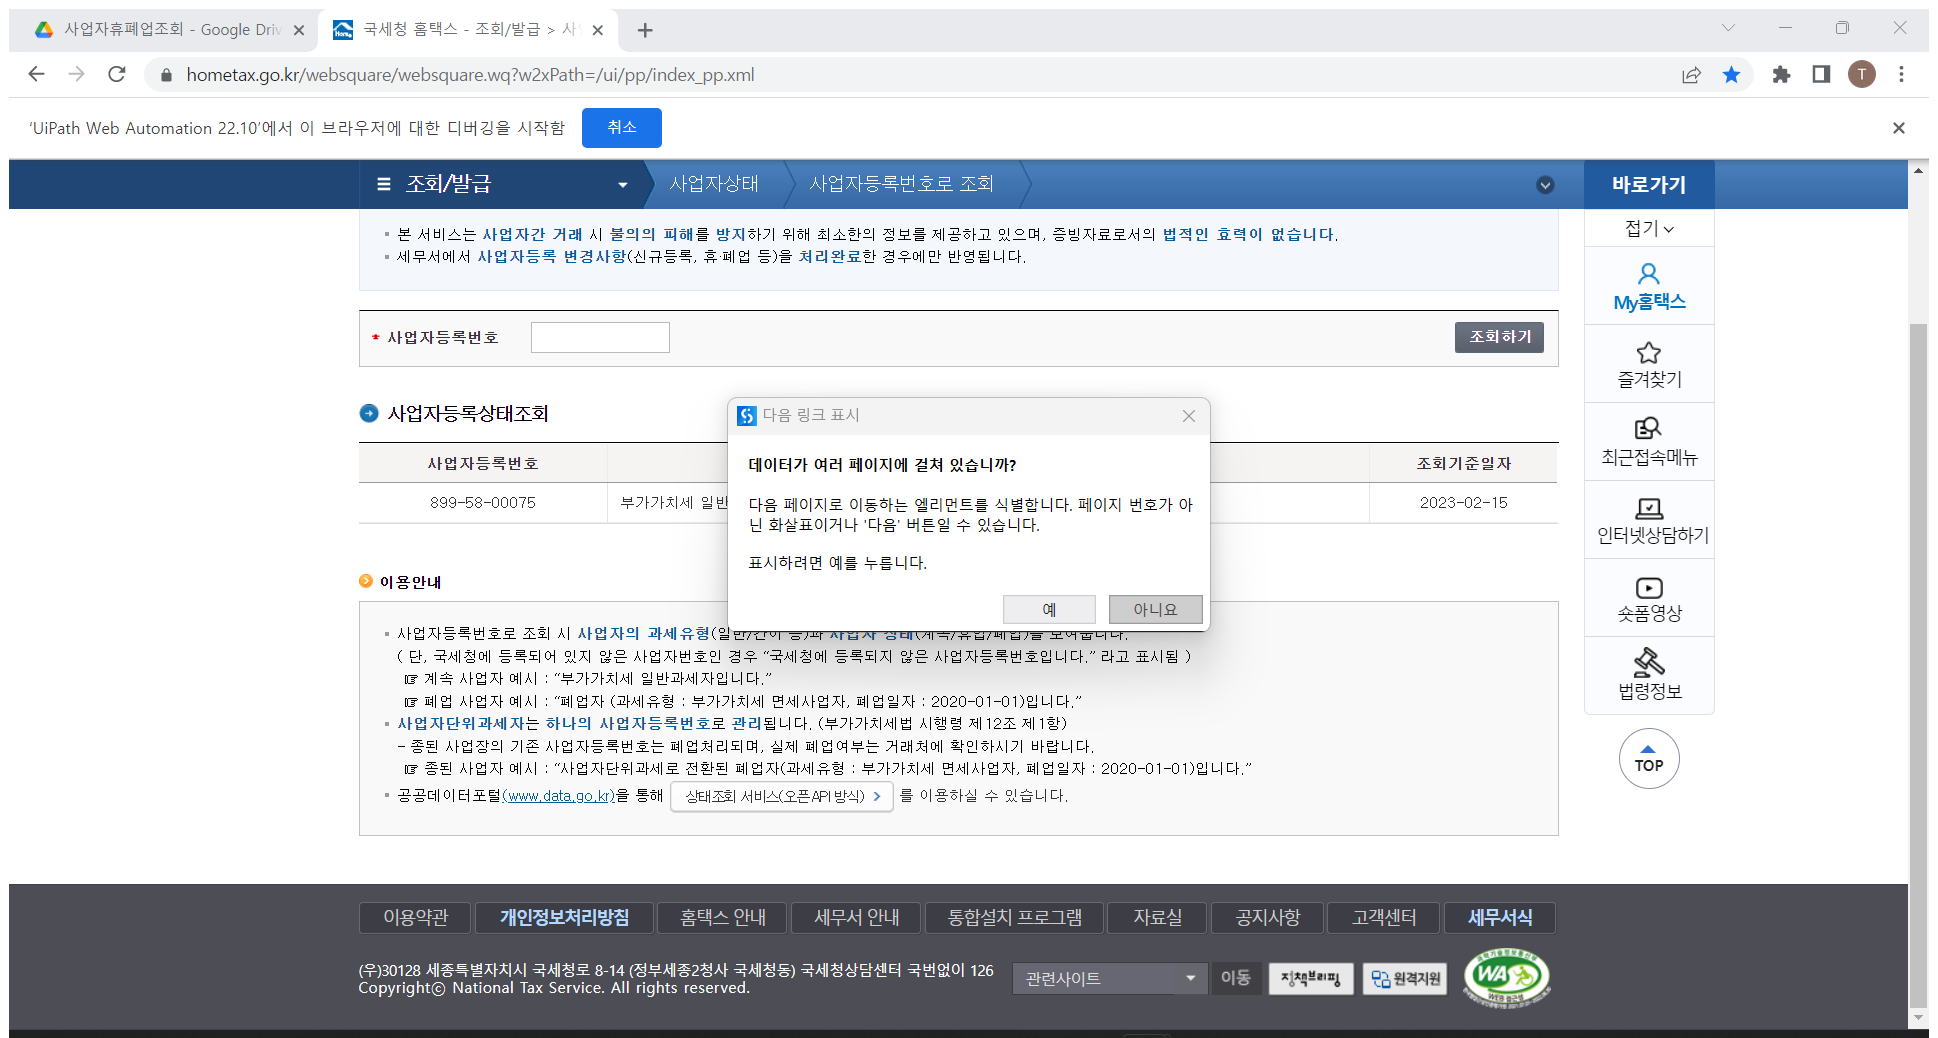 사업자휴폐업조회 - Google Driv
국세청 홈택스 - 조회/발급 > 사
hometax.go.kr/websquare/websquare.wq?w2xPath=/ui/pp/index_pp.xml
T
'UiPath Web Automation 22.10'에서 이 브라우저에 대한 디버깅을 시작함
취소
조회/발급
사업자상태
사업자등록번호로 조회
바로가기
접기
My홈택스
즐겨찾기
최근접속메뉴
인터넷상담하기
숏폼영상
법령정보
TOP
본 서비스는 사업자간 거래 시 불의의 피해를 방지하기 위해 최소한의 정보를 제공하고 있으며, 증빙자료로서의 법적인 효력이 없습니다.
세무서에서 사업자등록 변경사항(신규등록, 휴·폐업 등)을 처리완료한 경우에만 반영됩니다.
* 사업자등록번호
조회하기
사업자등록상태조회
사업자등록번호
조회기준일자
899-58-00075
부가가치세 일반
2023-02-15
다음 링크 표시
데이터가 여러 페이지에 걸쳐 있습니까?
다음 페이지로 이동하는 엘리먼트를 식별합니다. 페이지 번호가 아
닌 화살표이거나 '다음' 버튼일 수 있습니다.
표시하려면 예를 누릅니다.
예
아니요
이용안내
사업자등록번호로 조회 시 사업자의 과세유형(일반/간이 등)과 사업자 상태(계속/휴업/폐업)를 보여줍니다.
( 단, 국세청에 등록되어 있지 않은 사업자번호인 경우 “국세청에 등록되지 않은 사업자등록번호입니다.” 라고 표시됨 )
☞ 계속 사업자 예시 : “부가가치세 일반과세자입니다.”
☞ 폐업 사업자 예시 : “폐업자 (과세유형 : 부가가치세 면세사업자, 폐업일자 : 2020-01-01)입니다.”
사업자단위과세자는 하나의 사업자등록번호로 관리됩니다. (부가가치세법 시행령 제12조 제1항)
- 종된 사업장의 기존 사업자등록번호는 폐업처리되며, 실제 폐업여부는 거래처에 확인하시기 바랍니다.
☞ 종된 사업자 예시 : “사업자단위과세로 전환된 폐업자(과세유형 : 부가가치세 면세사업자, 폐업일자 : 2020-01-01)입니다.”
공공데이터포털(www.data.go.kr)을 통해 상태조회 서비스(오픈API방식) > 를 이용하실 수 있습니다.
이용약관
개인정보처리방침
홈택스 안내
세무서 안내
통합설치 프로그램
자료실
공지사항
고객센터
세무서식
(우)30128 세종특별자치시 국세청로 8-14 (정부세종2청사 국세청동) 국세청상담센터 국번없이 126
Copyrightⓒ National Tax Service. All rights reserved.
관련사이트
이동
정책브리핑
원격지원
WA
WEB 접근성